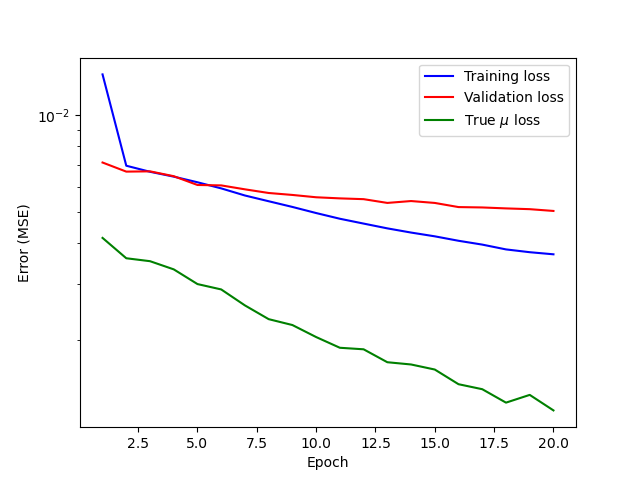 Training loss
Validation loss
True μ loss
10⁻²
Error (MSE)
2.5 5.0 7.5 10.0 12.5 15.0 17.5 20.0
Epoch